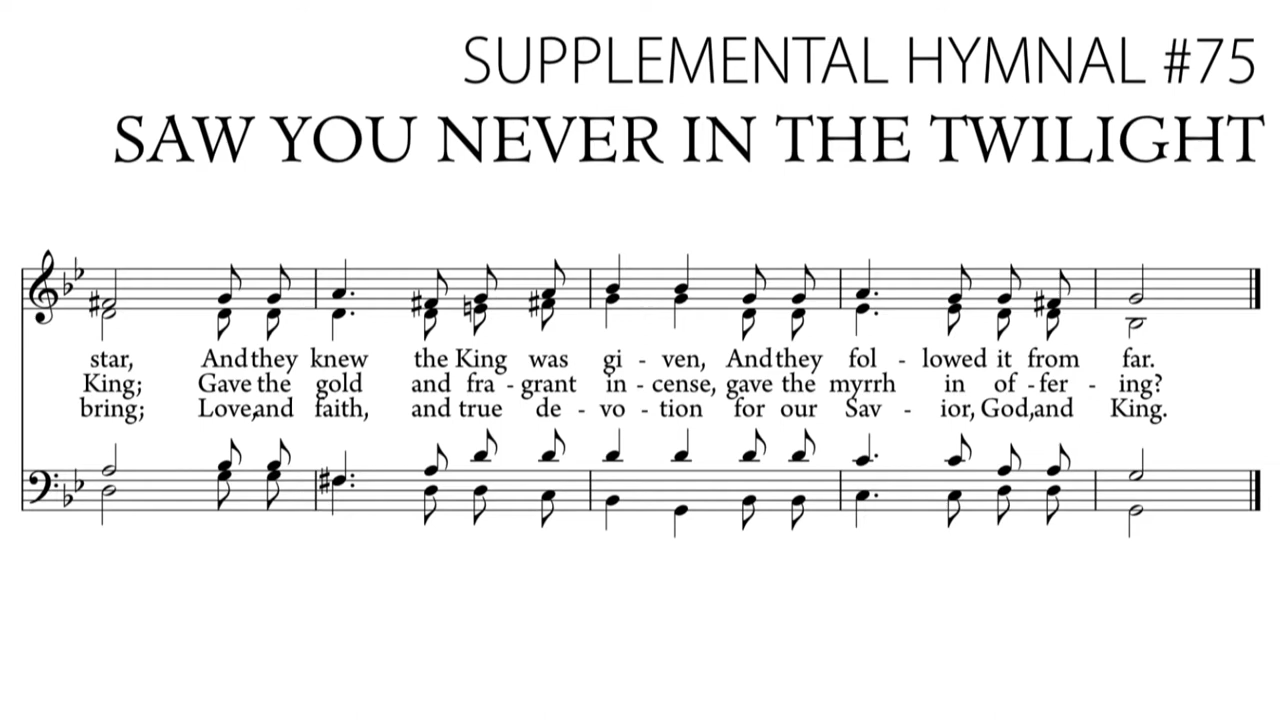 SUPPLEMENTAL HYMNAL #75
SAW YOU NEVER IN THE TWILIGHT
star, And they knew the King was gi - ven, And they fol - lowed it from far.
King; Gave the gold and fra - grant in - cense, gave the myrrh in of - fer - ing?
bring; Love, and faith, and true de - vo - tion for our Sav - ior, God, and King.